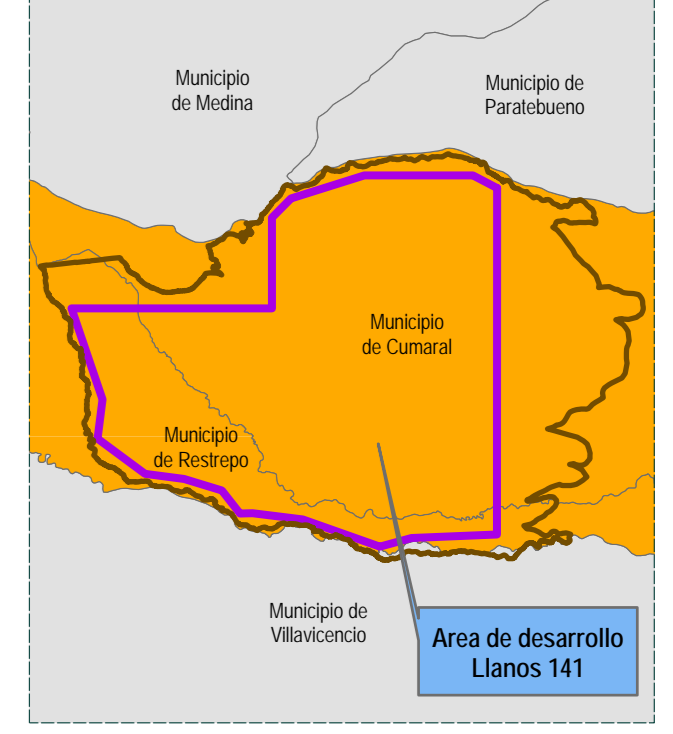 Municipio
de Medina
Municipio de
Paratebueno
Municipio
de Cumaral
Municipio
de Restrepo
Municipio de
Villavicencio
Area de desarrollo
Llanos 141